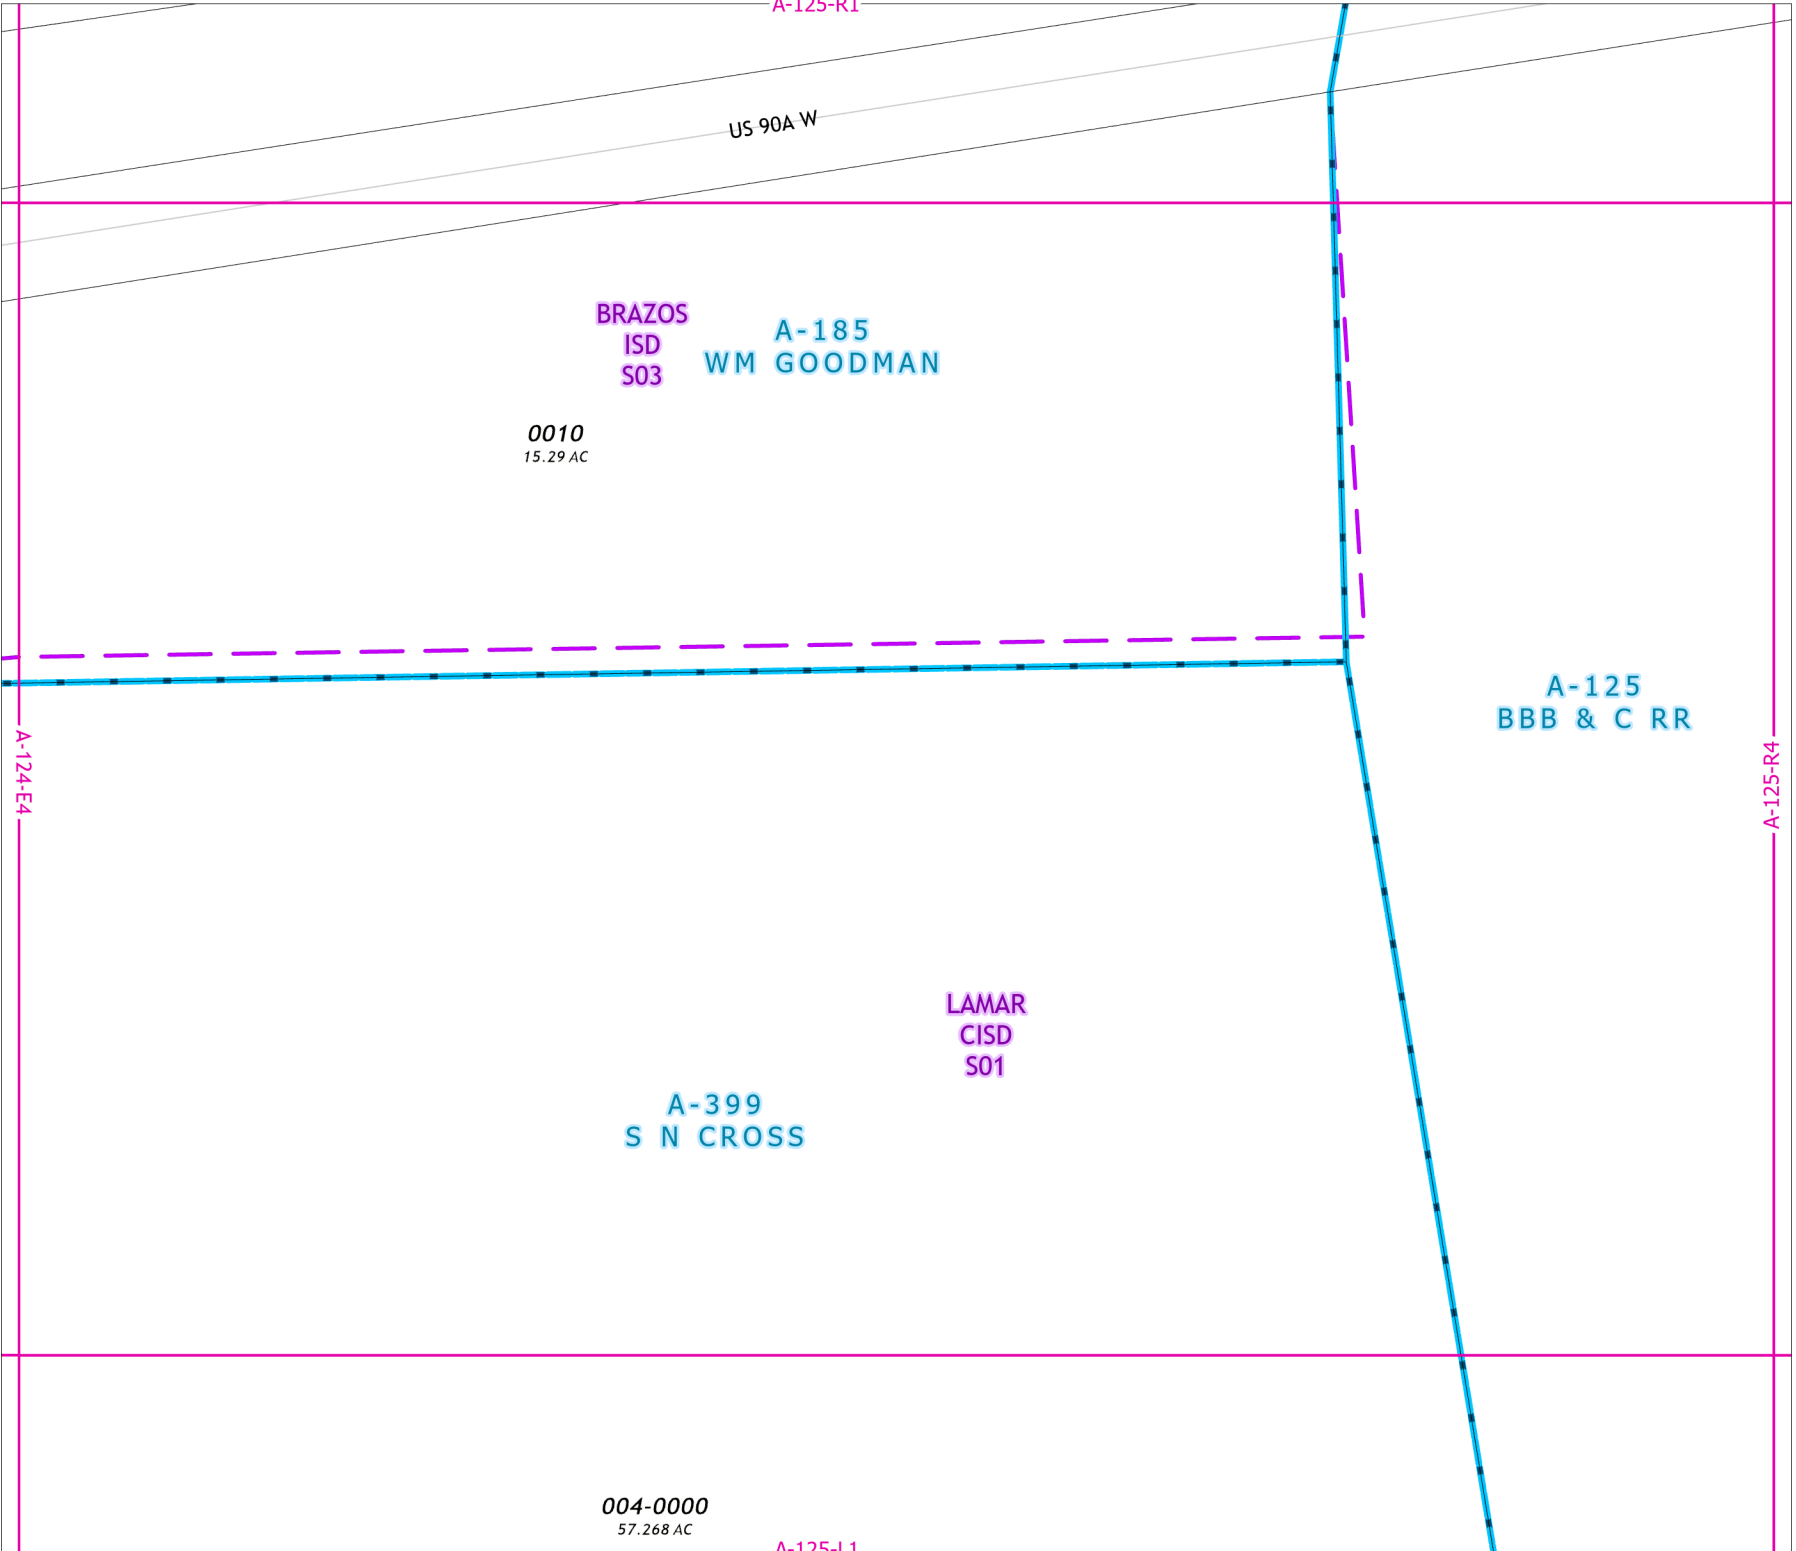 A-125-R1
US 90A W
BRAZOS
ISD
S03
A-185
WM GOODMAN
0010
15.29 AC
A-124-E4
A-125-R4
A-125
BBB & C RR
LAMAR
CISD
S01
A-399
S N CROSS
004-0000
57.268 AC
A-125-L1